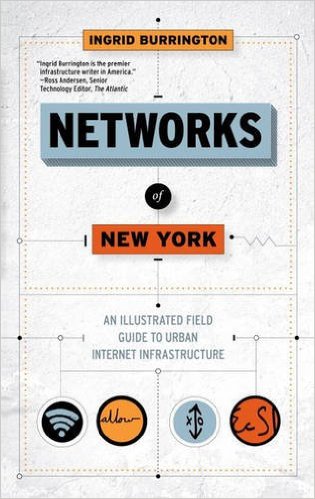 INGRID BURRINGTON
"Ingrid Burrington is the premier
infrastructure writer in America."
—Ross Andersen, Senior
Technology Editor, The Atlantic
NETWORKS
of
NEW YORK
AN ILLUSTRATED FIELD
GUIDE TO URBAN
INTERNET INFRASTRUCTURE
allow
X O
EcS